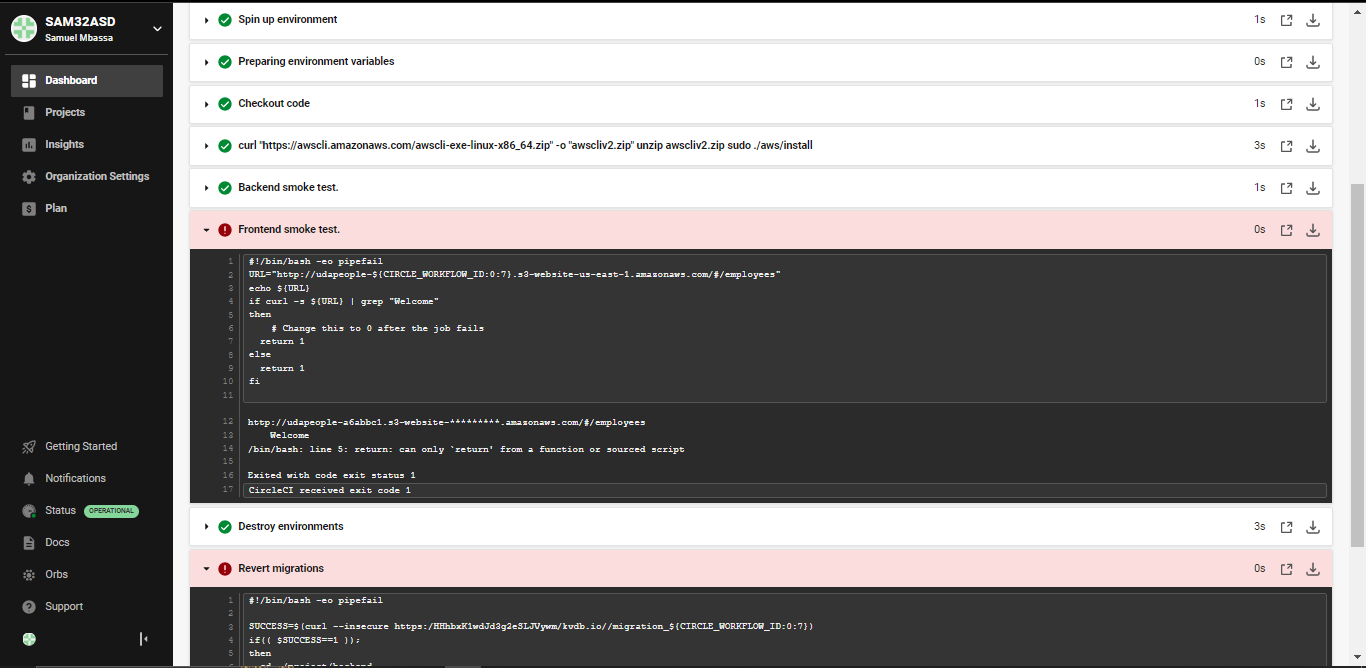 SAM32ASD
Samuel Mbassa
Dashboard
Projects
Insights
Organization Settings
Plan
Getting Started
Notifications
Status OPERATIONAL
Docs
Orbs
Support
Spin up environment 1s
Preparing environment variables 0s
Checkout code 1s
curl "https://awscli.amazonaws.com/awscli-exe-linux-x86_64.zip" -o "awscliv2.zip" unzip awscliv2.zip sudo ./aws/install 3s
Backend smoke test. 1s
Frontend smoke test. 0s
1 #!/bin/bash -eo pipefail
2 URL="http://udapeople-${CIRCLE_WORKFLOW_ID:0:7}.s3-website-us-east-1.amazonaws.com/#/employees"
3 echo ${URL}
4 if curl -s ${URL} | grep "Welcome"
5 then
6 # Change this to 0 after the job fails
7 return 1
8 else
9 return 1
10 fi
11
12 http://udapeople-a6abbc1.s3-website-*********.amazonaws.com/#/employees
13 Welcome
14 /bin/bash: line 5: return: can only `return' from a function or sourced script
15
16 Exited with code exit status 1
17 CircleCI received exit code 1
Destroy environments 3s
Revert migrations 0s
1 #!/bin/bash -eo pipefail
2
3 SUCCESS=$(curl --insecure https:/HHhbxK1wdJd3g2eSLJVywm/kvdb.io//migration_${CIRCLE_WORKFLOW_ID:0:7})
4 if(( $SUCCESS==1 ));
5 then